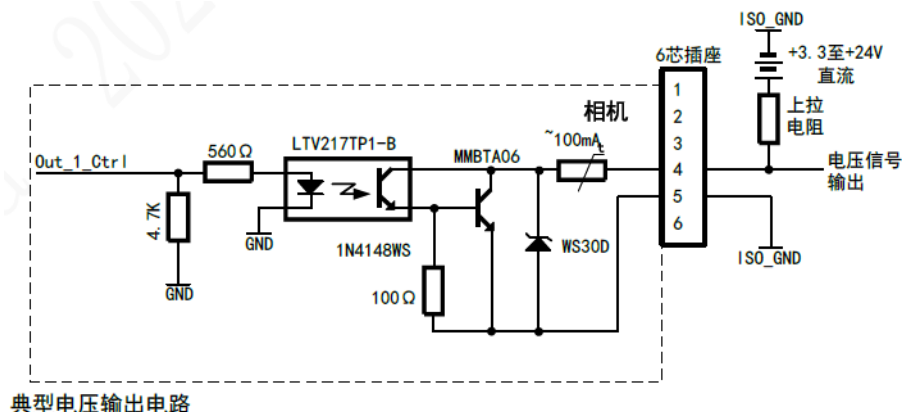 ISO_GND
6芯插座
+3.3至+24V
直流
1
相机
上拉
电阻
2
560Ω
LTV217TP1-B
~100mA
t
3
Out_1_Ctrl
MMBTA06
4
电压信号
输出
5
4.7K
GND
1N4148WS
WS30D
6
ISO_GND
GND
100Ω
典型电压输出电路